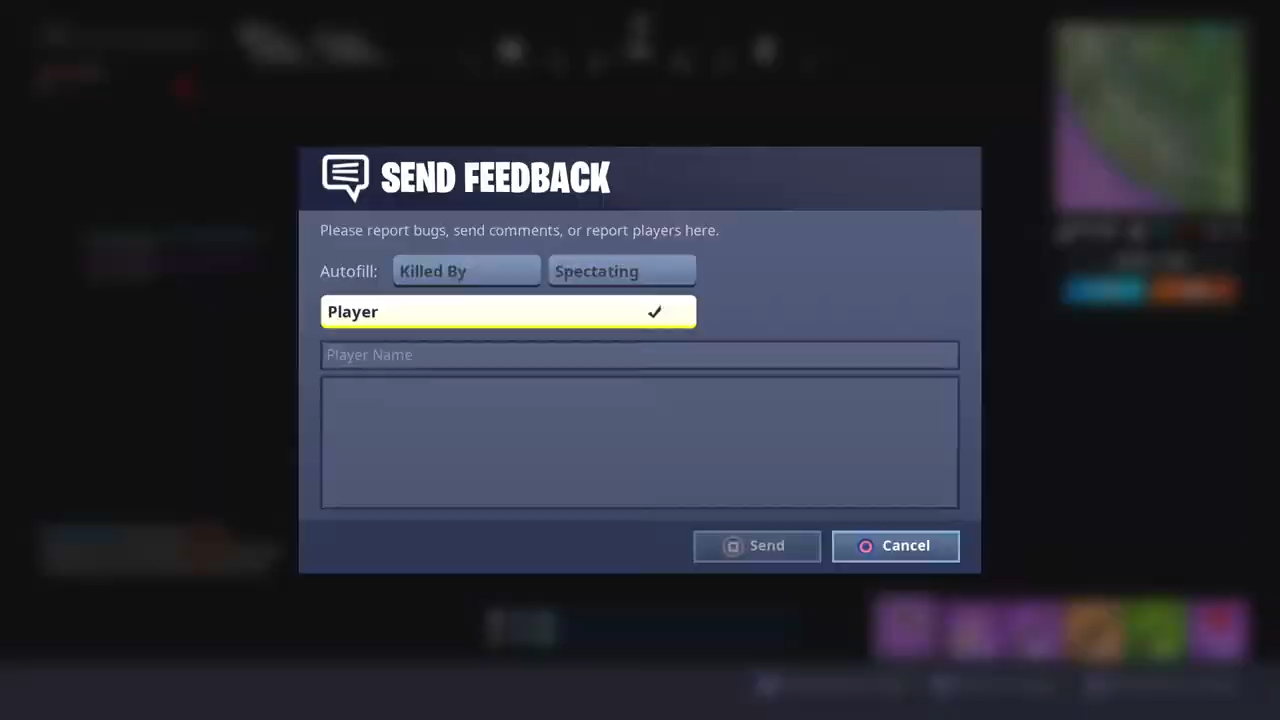 SEND FEEDBACK
Please report bugs, send comments, or report players here.
Autofill: Killed By Spectating
Player
Player Name
Send Cancel